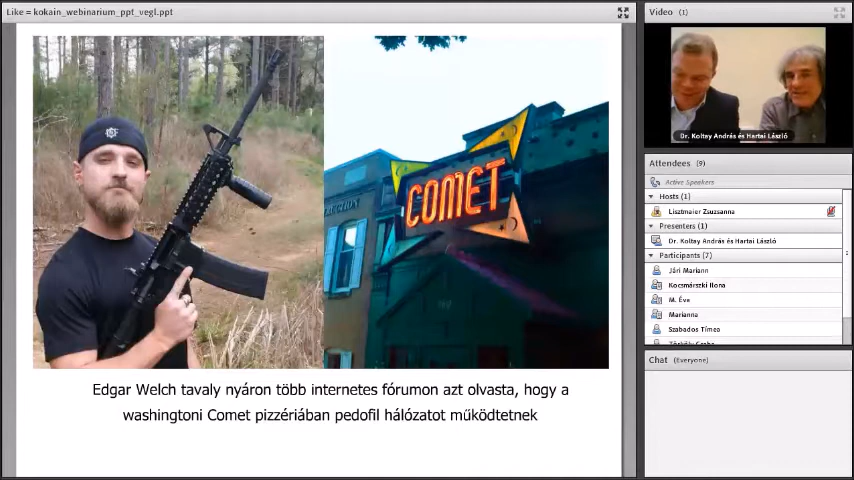 Like = kokain_webinarium_ppt_vegl.ppt
COMET
Edgar Welch tavaly nyáron több internetes fórumon azt olvasta, hogy a
washingtoni Comet pizzériában pedofil hálózatot működtetnek
Video (1)
Dr. Koltay András és Hartai László
Attendees (9)
Active Speakers
Hosts (1)
Lisztmaier Zsuzsanna
Presenters (1)
Dr. Koltay András és Hartai László
Participants (7)
Jári Mariann
Kocsmárszki Ilona
M. Éve
Marianna
Szabados Tímea
Chat (Everyone)